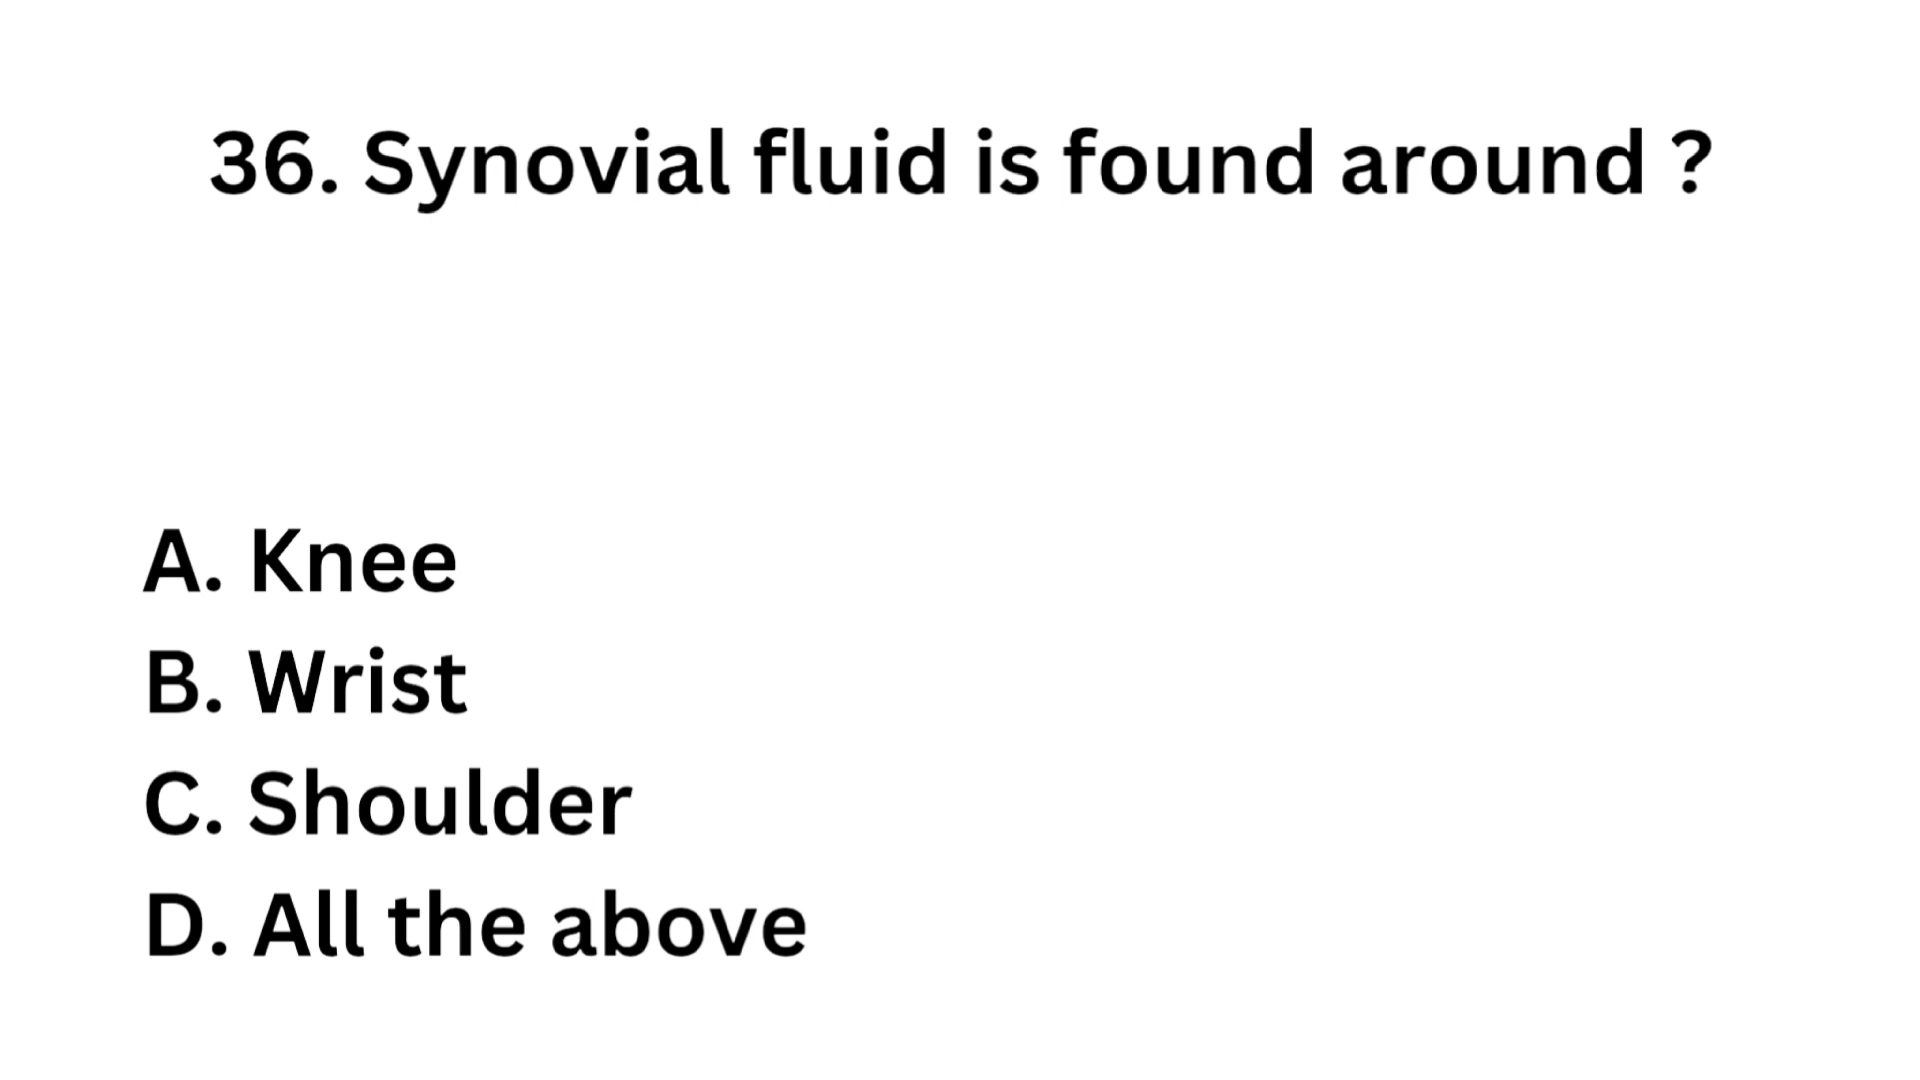 36. Synovial fluid is found around ?
A. Knee
B. Wrist
C. Shoulder
D. All the above